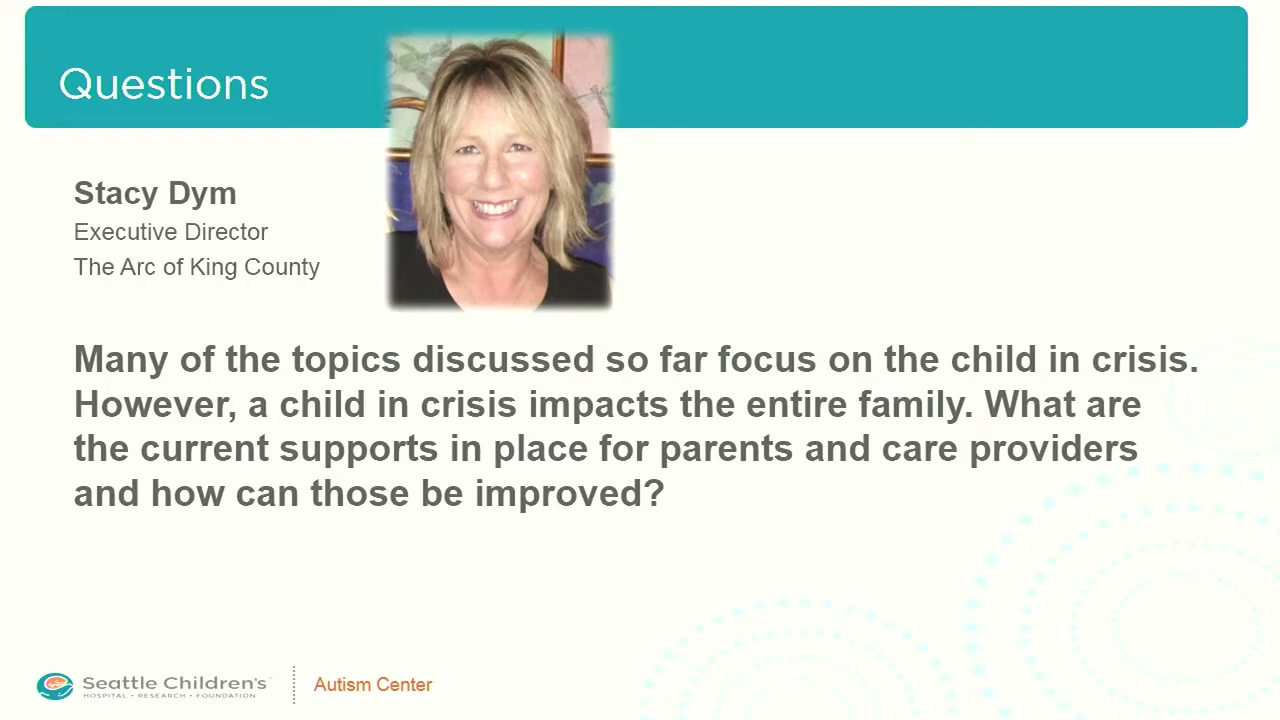 Questions
Stacy Dym
Executive Director
The Arc of King County
Many of the topics discussed so far focus on the child in crisis.
However, a child in crisis impacts the entire family. What are
the current supports in place for parents and care providers
and how can those be improved?
Seattle Children's
HOSPITAL • RESEARCH • FOUNDATION
Autism Center